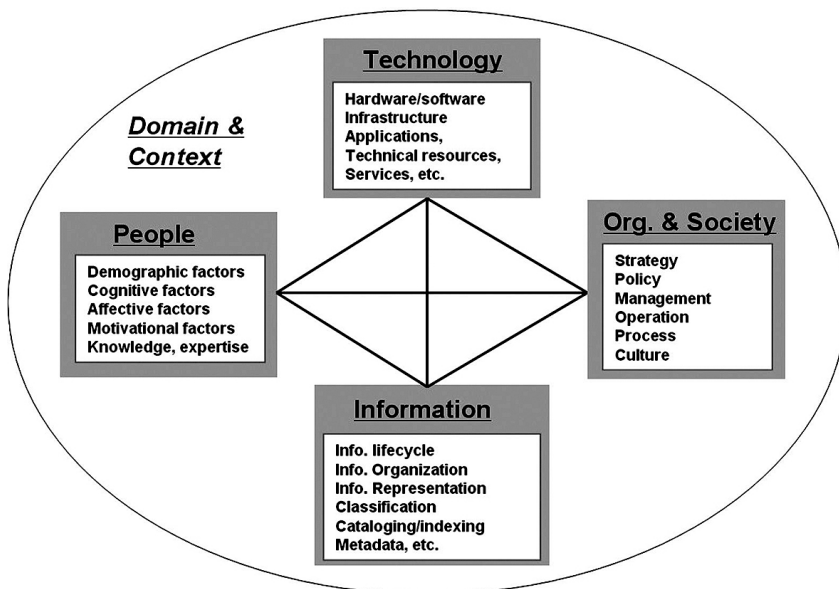 Technology
Hardware/software
Infrastructure
Applications,
Technical resources,
Services, etc.
Domain &
Context
People
Demographic factors
Cognitive factors
Affective factors
Motivational factors
Knowledge, expertise
Org. & Society
Strategy
Policy
Management
Operation
Process
Culture
Information
Info. lifecycle
Info. Organization
Info. Representation
Classification
Cataloging/indexing
Metadata, etc.